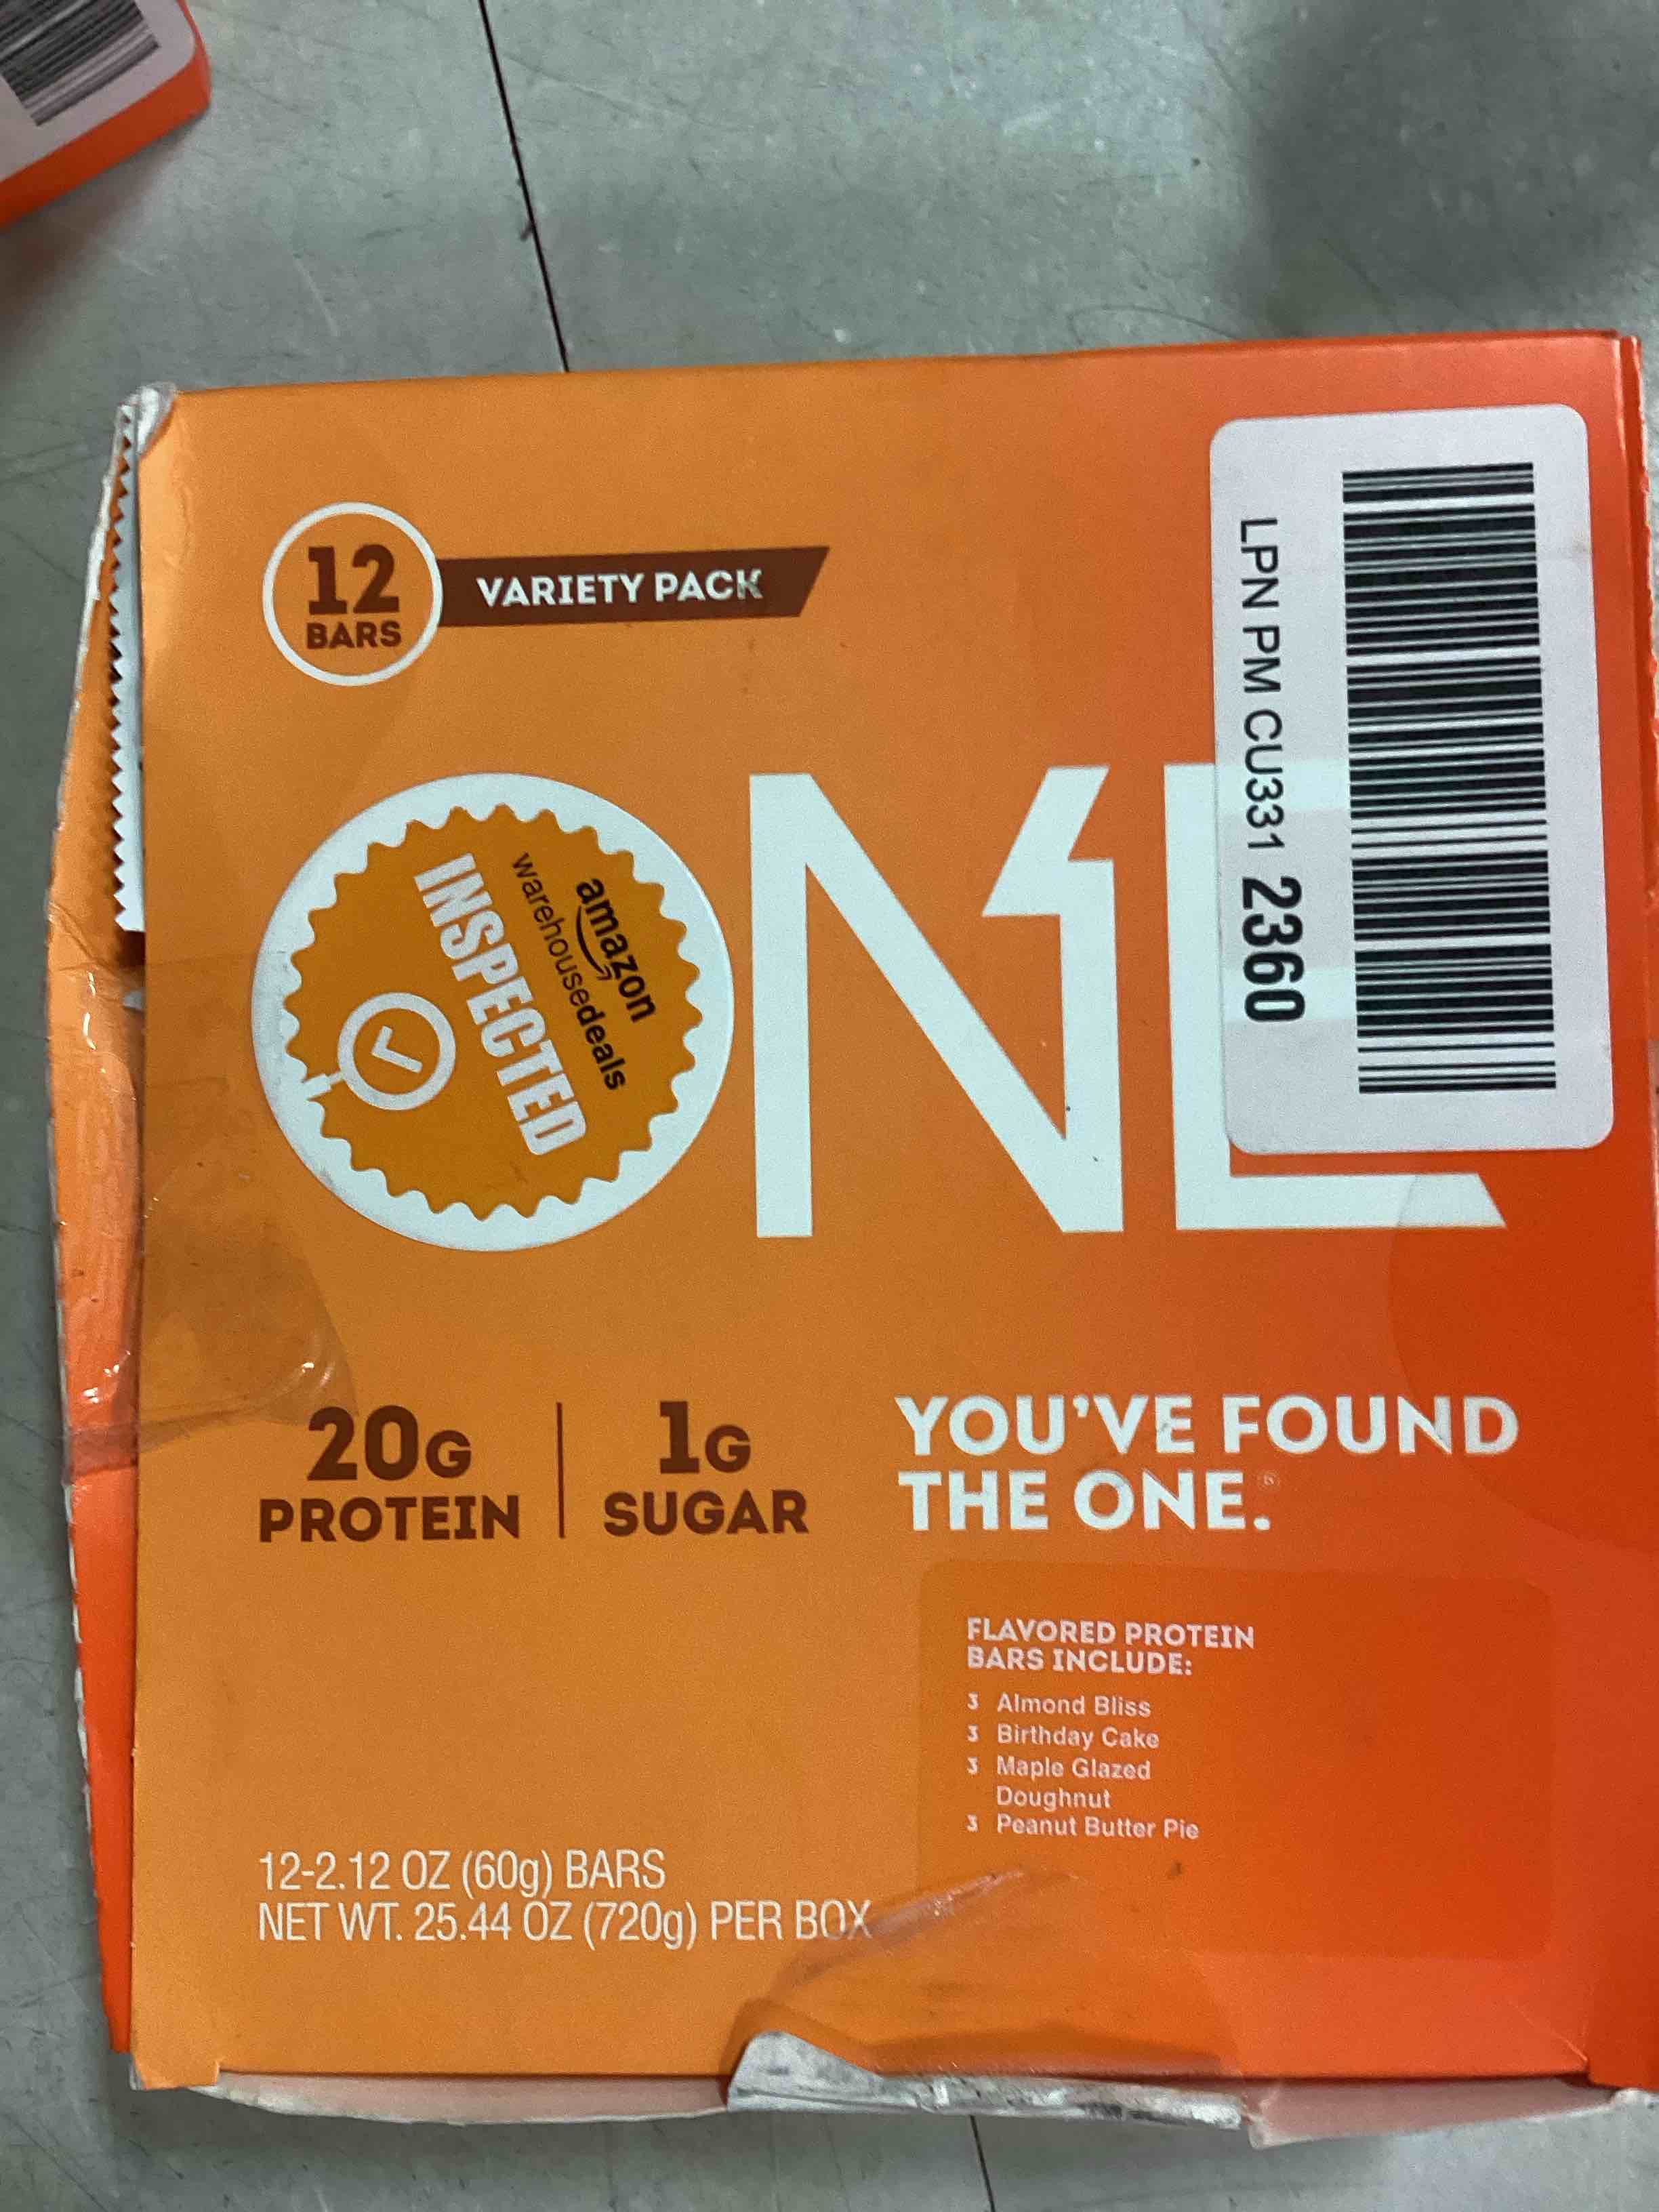 12
BARS
VARIETY PACK
LPN PM CU331 2360
ONE
amazon
warehousedeals
INSPECTED
20G
PROTEIN
1G
SUGAR
YOU'VE FOUND
THE ONE.®
FLAVORED PROTEIN
BARS INCLUDE:
3 Almond Bliss
3 Birthday Cake
3 Maple Glazed
Doughnut
3 Peanut Butter Pie
12-2.12 OZ (60g) BARS
NET WT. 25.44 OZ (720g) PER BOX